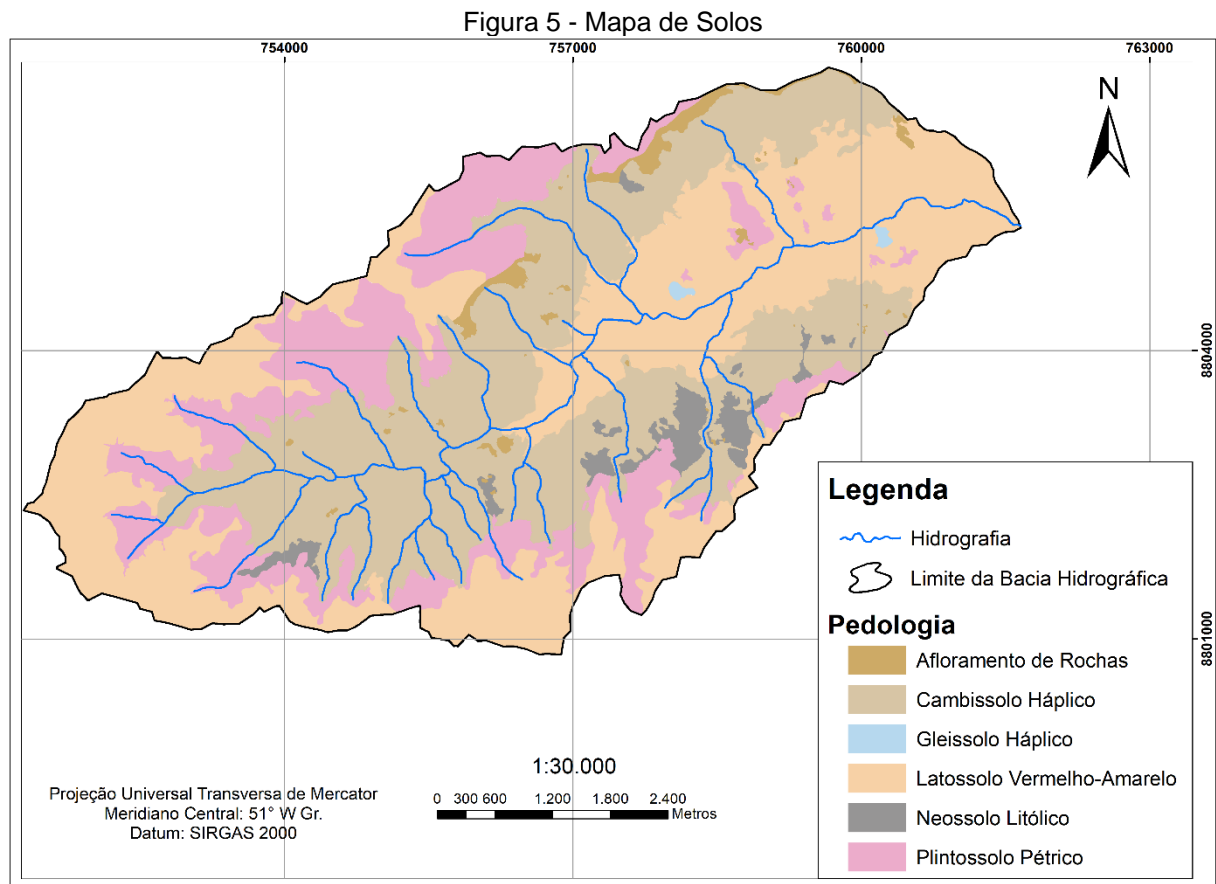 Figura 5 - Mapa de Solos
754000 757000 760000 763000
N
8804000
8801000
Legenda
Hidrografia
Limite da Bacia Hidrográfica
Pedologia
Afloramento de Rochas
Cambissolo Háplico
Gleissolo Háplico
Latossolo Vermelho-Amarelo
Neossolo Litólico
Plintossolo Pétrico
1:30.000
0 300 600 1.200 1.800 2.400
Metros
Projeção Universal Transversa de Mercator
Meridiano Central: 51° W Gr.
Datum: SIRGAS 2000